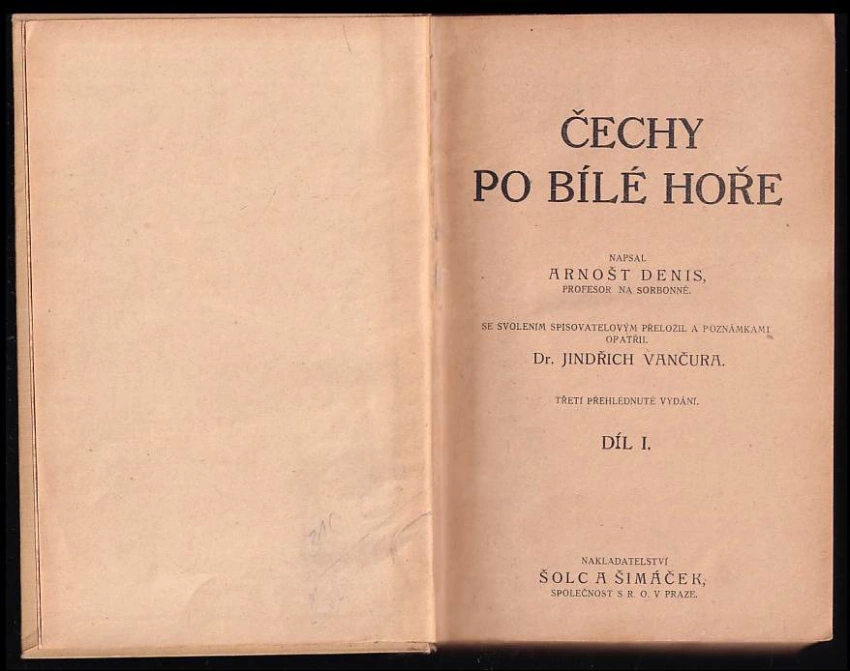 ČECHY
PO BÍLÉ HOŘE
NAPSAL
ARNOŠT DENIS,
PROFESOR NA SORBONNĚ.
SE SVOLENÍM SPISOVATELOVÝM PŘELOŽIL A POZNÁMKAMI
OPATŘIL
Dr. JINDŘICH VANČURA.
TŘETÍ PŘEHLÉDNUTÉ VYDÁNÍ.
DÍL I.
NAKLADATELSTVÍ
ŠOLC A ŠIMÁČEK,
SPOLEČNOST S R. O. V PRAZE.